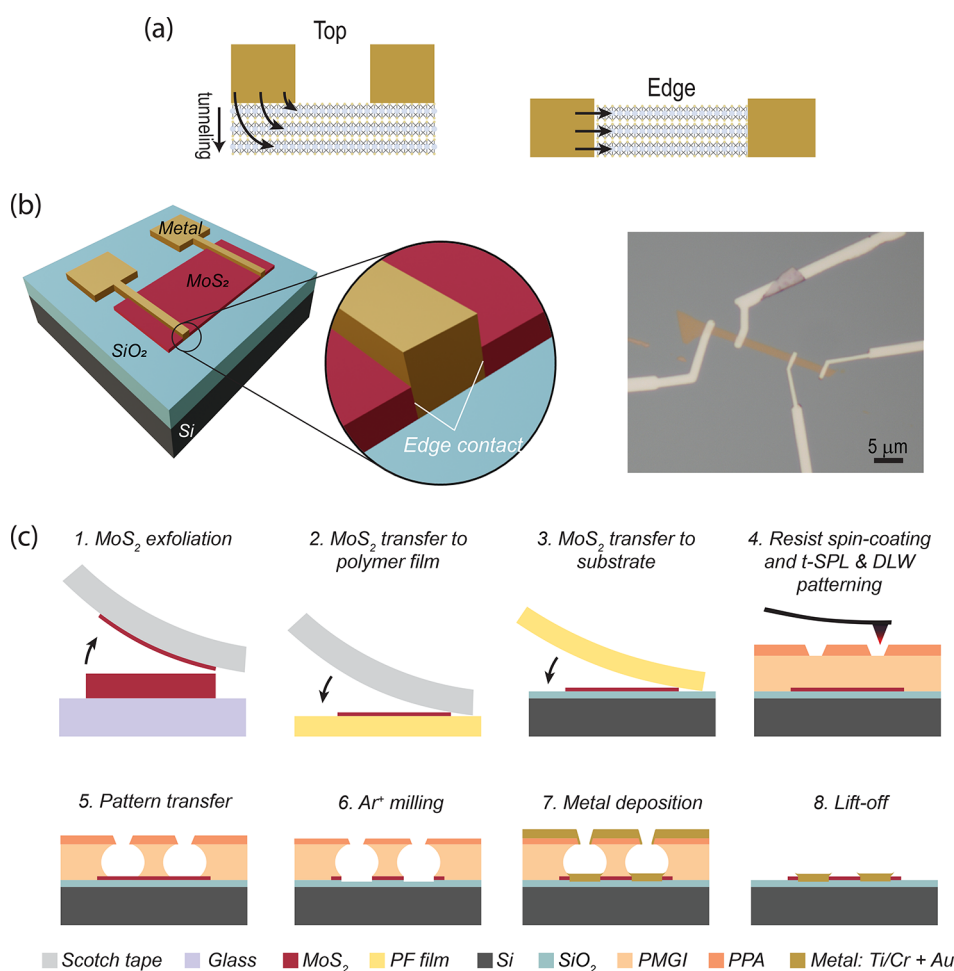 (a)
Top
Edge
tunneling
(b)
Metal
MoS₂
SiO₂
Si
Edge contact
5 μm
(c)
1. MoS₂ exfoliation
2. MoS₂ transfer to
polymer film
3. MoS₂ transfer to
substrate
4. Resist spin-coating
and t-SPL & DLW
patterning
5. Pattern transfer
6. Ar⁺ milling
7. Metal deposition
8. Lift-off
Scotch tape Glass MoS₂ PF film Si SiO₂ PMGI PPA Metal: Ti/Cr + Au